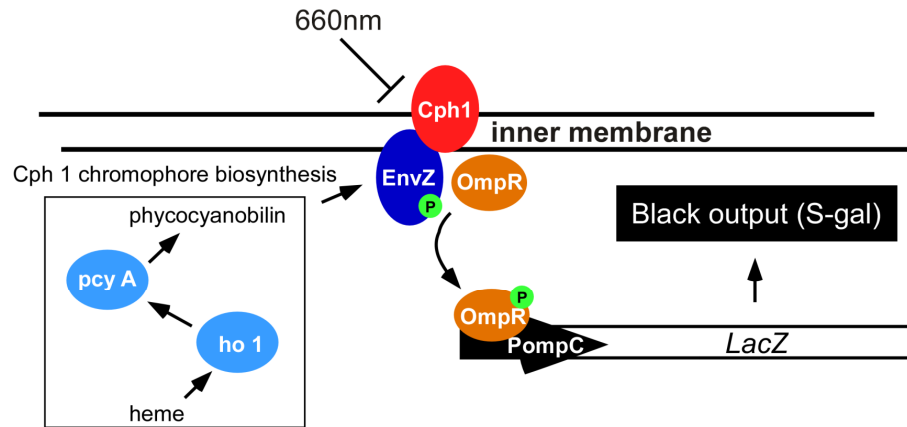 660nm
Cph1
inner membrane
Cph 1 chromophore biosynthesis
EnvZ
OmpR
P
phycocyanobilin
Black output (S-gal)
pcy A
P
OmpR
ho 1
PompC
LacZ
heme